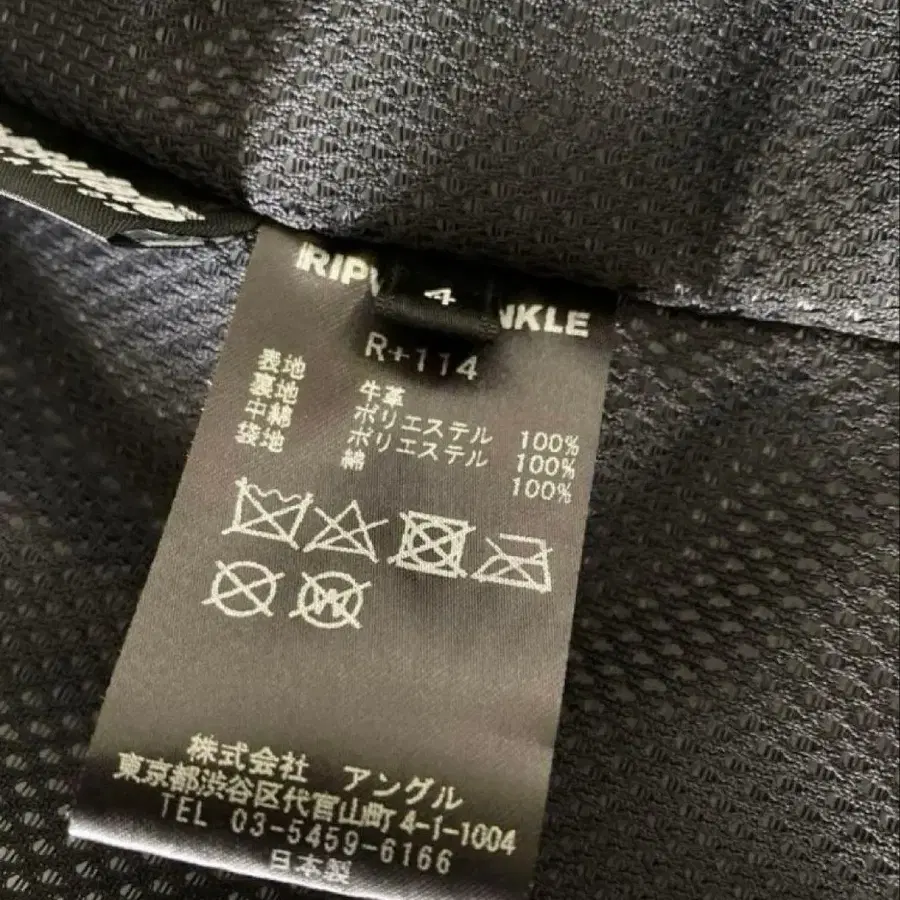 RIPV
4
NKLE
R+114
表地 牛革
裏地 ポリエステル 100%
中綿 ポリエステル 100%
袋地 綿 100%
W
株式会社 アングル
東京都渋谷区代官山町4-1-1004
TEL 03-5459-6166
日本製